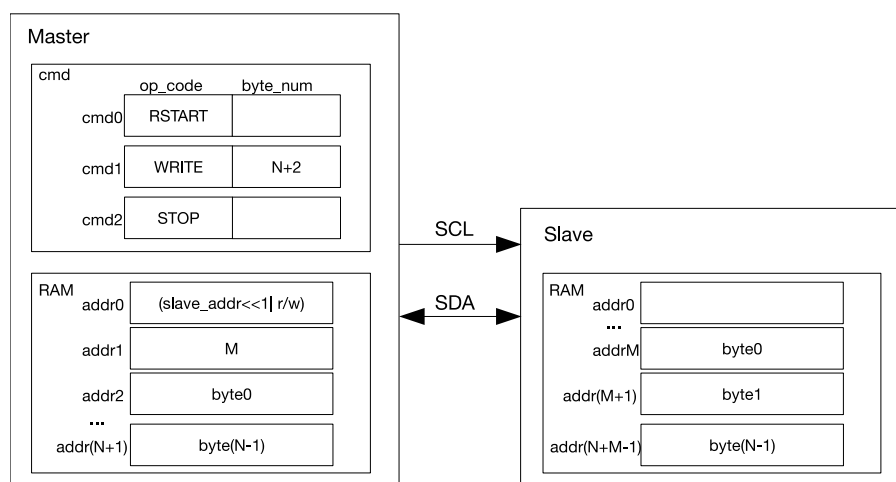 Master
cmd
op_code byte_num
cmd0 RSTART
cmd1 WRITE N+2
cmd2 STOP
RAM
addr0 (slave_addr<<1| r/w)
addr1 M
addr2 byte0
...
addr(N+1) byte(N-1)
SCL
SDA
Slave
RAM
addr0
...
addrM byte0
addr(M+1) byte1
addr(N+M-1) byte(N-1)